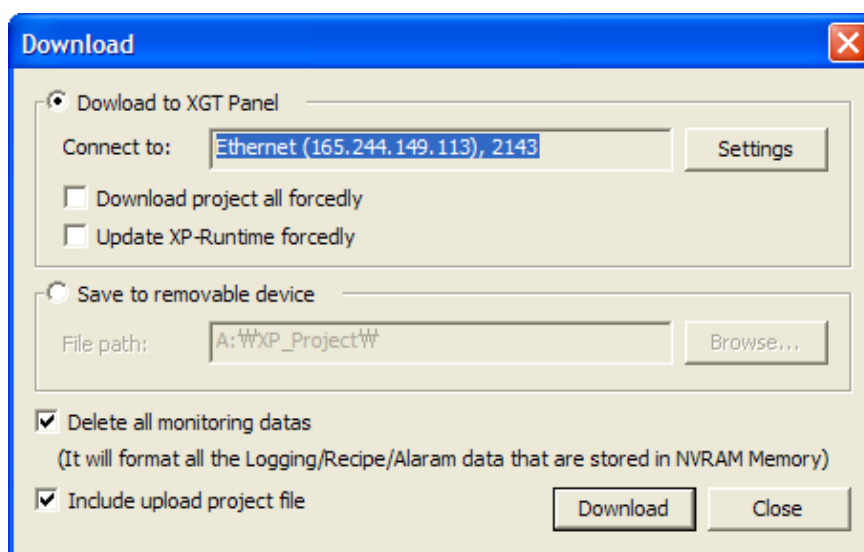 Download
Dowload to XGT Panel
Connect to: Ethernet (165.244.149.113), 2143 Settings
Download project all forcedly
Update XP-Runtime forcedly
Save to removable device
File path: A:₩XP_Project₩ Browse...
Delete all monitoring datas
(It will format all the Logging/Recipe/Alaram data that are stored in NVRAM Memory)
Include upload project file Download Close